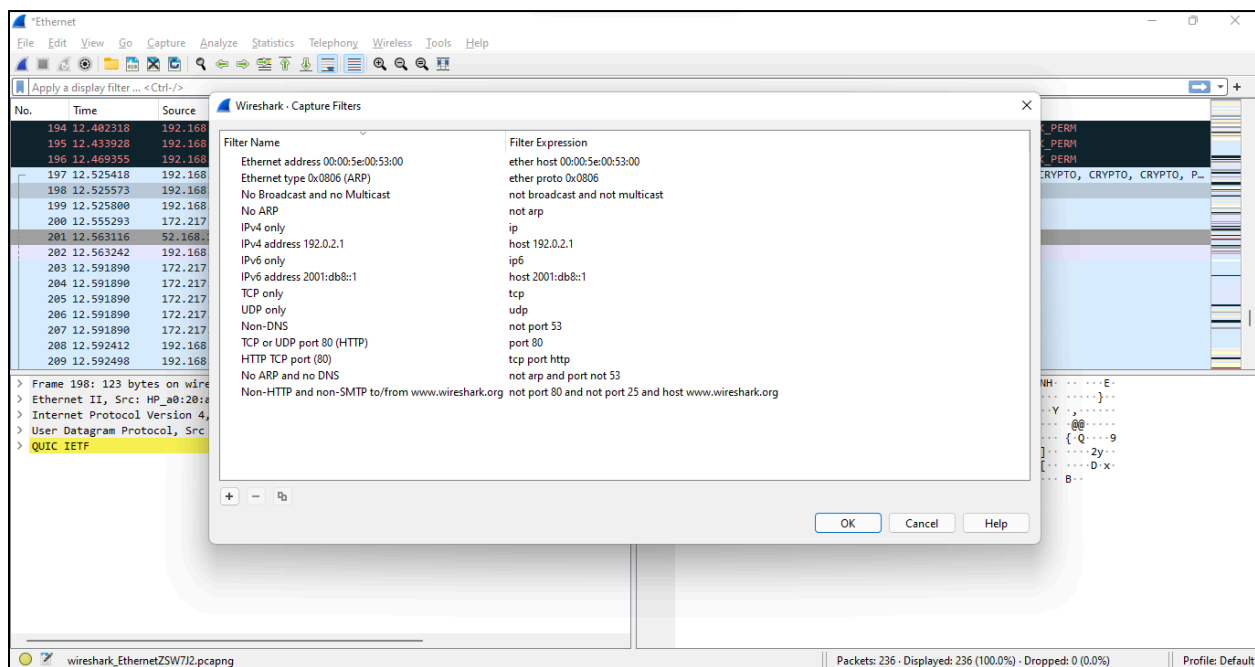 *Ethernet
File Edit View Go Capture Analyze Statistics Telephony Wireless Tools Help
Apply a display filter ... <Ctrl-/>
No. Time Source
Wireshark · Capture Filters
Filter Name Filter Expression
Ethernet address 00:00:5e:00:53:00 ether host 00:00:5e:00:53:00
Ethernet type 0x0806 (ARP) ether proto 0x0806
No Broadcast and no Multicast not broadcast and not multicast
No ARP not arp
IPv4 only ip
IPv4 address 192.0.2.1 host 192.0.2.1
IPv6 only ip6
IPv6 address 2001:db8::1 host 2001:db8::1
TCP only tcp
UDP only udp
Non-DNS not port 53
TCP or UDP port 80 (HTTP) port 80
HTTP TCP port (80) tcp port http
No ARP and no DNS not arp and port not 53
Non-HTTP and non-SMTP to/from www.wireshark.org not port 80 and not port 25 and host www.wireshark.org
OK Cancel Help
194 12.402318 192.168
195 12.433928 192.168
196 12.469355 192.168
197 12.525418 192.168 CRYPTO, CRYPTO, CRYPTO, P...
198 12.525573 192.168
199 12.525800 192.168
200 12.555293 172.217
201 12.563116 52.168.
202 12.563242 192.168
203 12.591890 172.217
204 12.591890 172.217
205 12.591890 172.217
206 12.591890 172.217
207 12.591890 172.217
208 12.592412 192.168
209 12.592498 192.168
Frame 198: 123 bytes on wire
Ethernet II, Src: HP_a0:20:a
Internet Protocol Version 4,
User Datagram Protocol, Src
QUIC IETF
wireshark_EthernetZSW7J2.pcapng
Packets: 236 · Displayed: 236 (100.0%) · Dropped: 0 (0.0%) Profile: Default